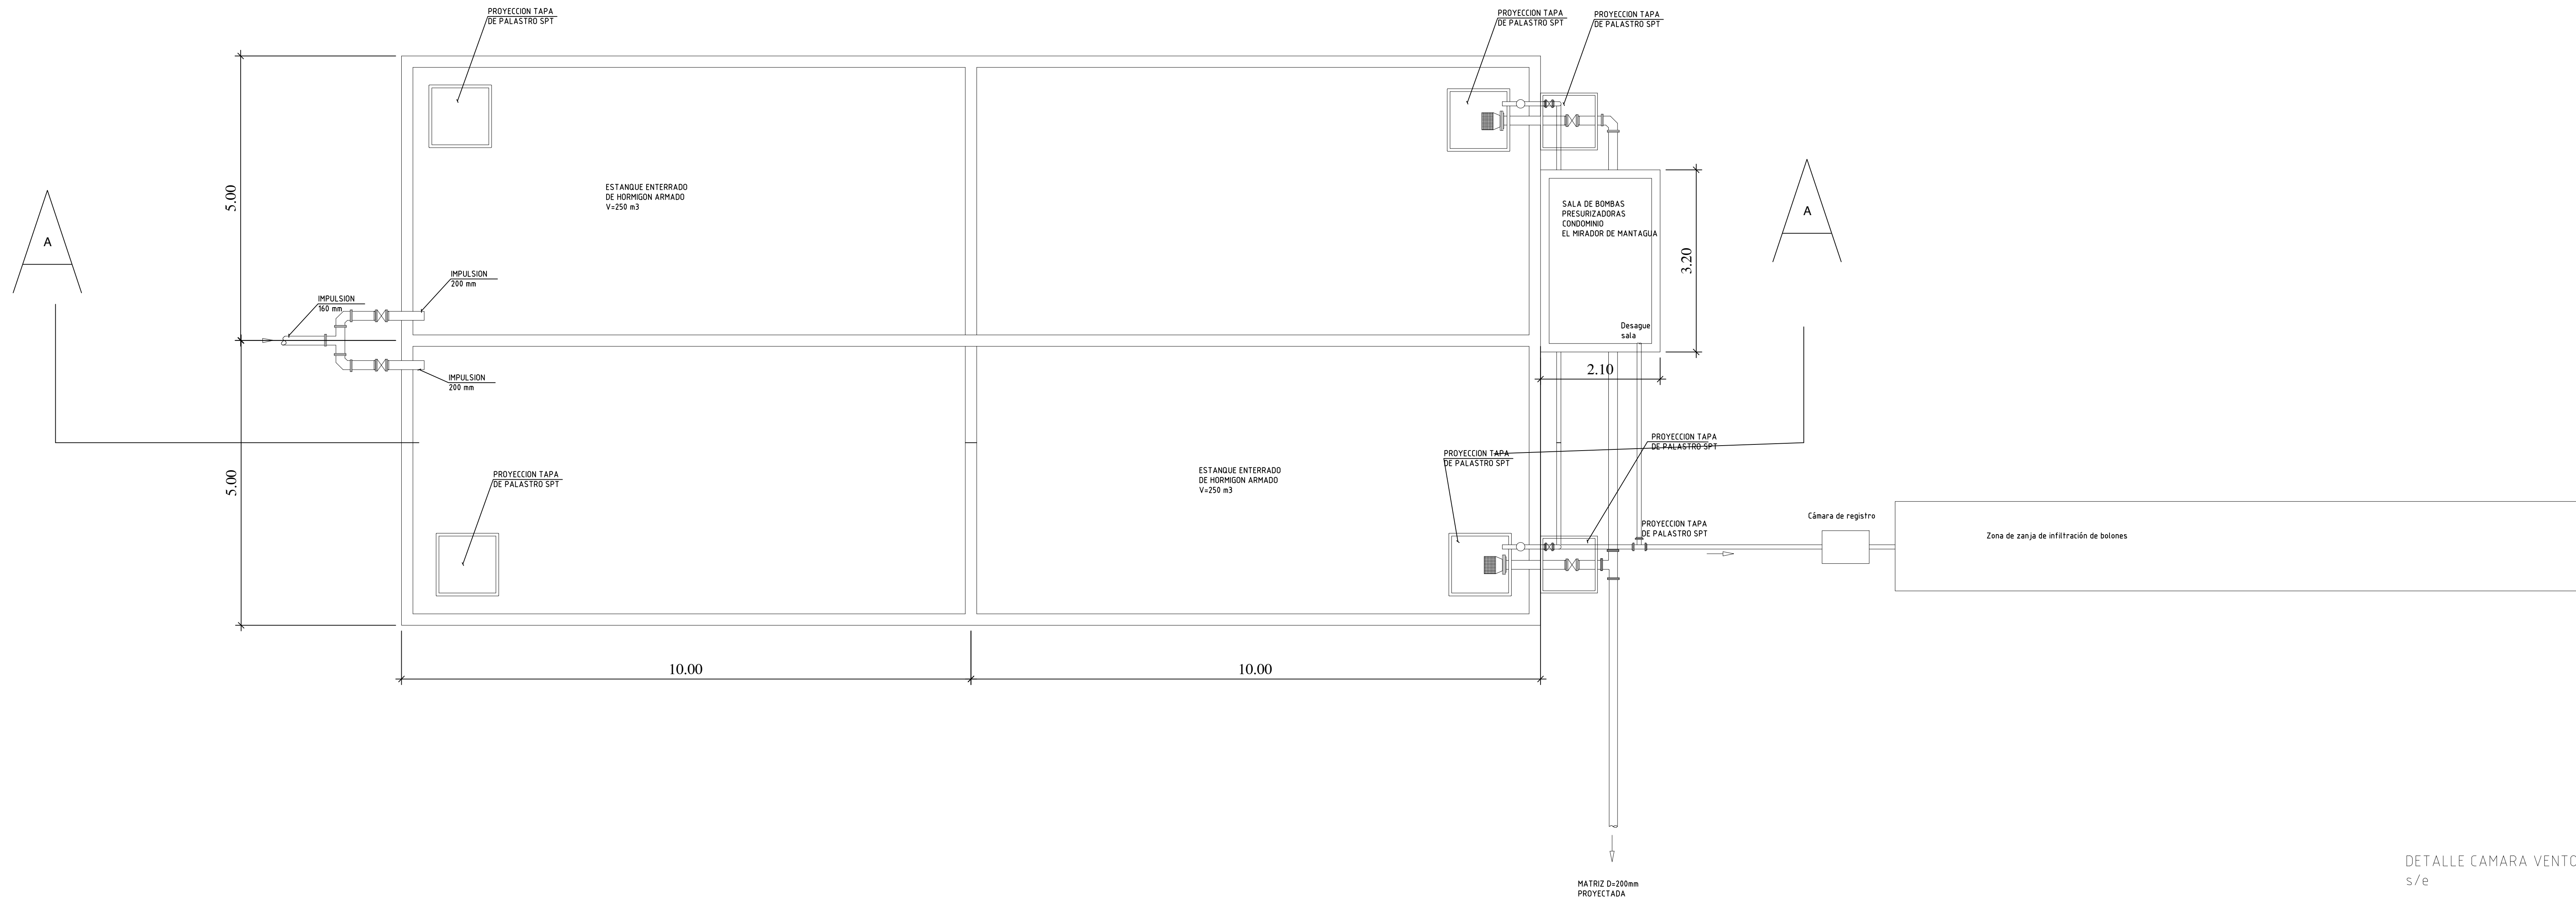 PROYECCION TAPA
DE PALASTRO SPT
PROYECCION TAPA
DE PALASTRO SPT
PROYECCION TAPA
DE PALASTRO SPT
5.00
ESTANQUE ENTERRADO
DE HORMIGON ARMADO
V=250 m3
SALA DE BOMBAS
PRESURIZADORAS
CONDOMINIO
EL MIRADOR DE MANTAGUA
A
A
3.20
IMPULSION
200 mm
IMPULSION
160 mm
Desague
sala
IMPULSION
200 mm
2.10
5.00
PROYECCION TAPA
DE PALASTRO SPT
PROYECCION TAPA
DE PALASTRO SPT
PROYECCION TAPA
DE PALASTRO SPT
ESTANQUE ENTERRADO
DE HORMIGON ARMADO
V=250 m3
PROYECCION TAPA
DE PALASTRO SPT
Cámara de registro
Zona de zanja de infiltración de bolones
10.00
10.00
MATRIZ D=200mm
PROYECTADA
DETALLE CAMARA VENTO
s/e